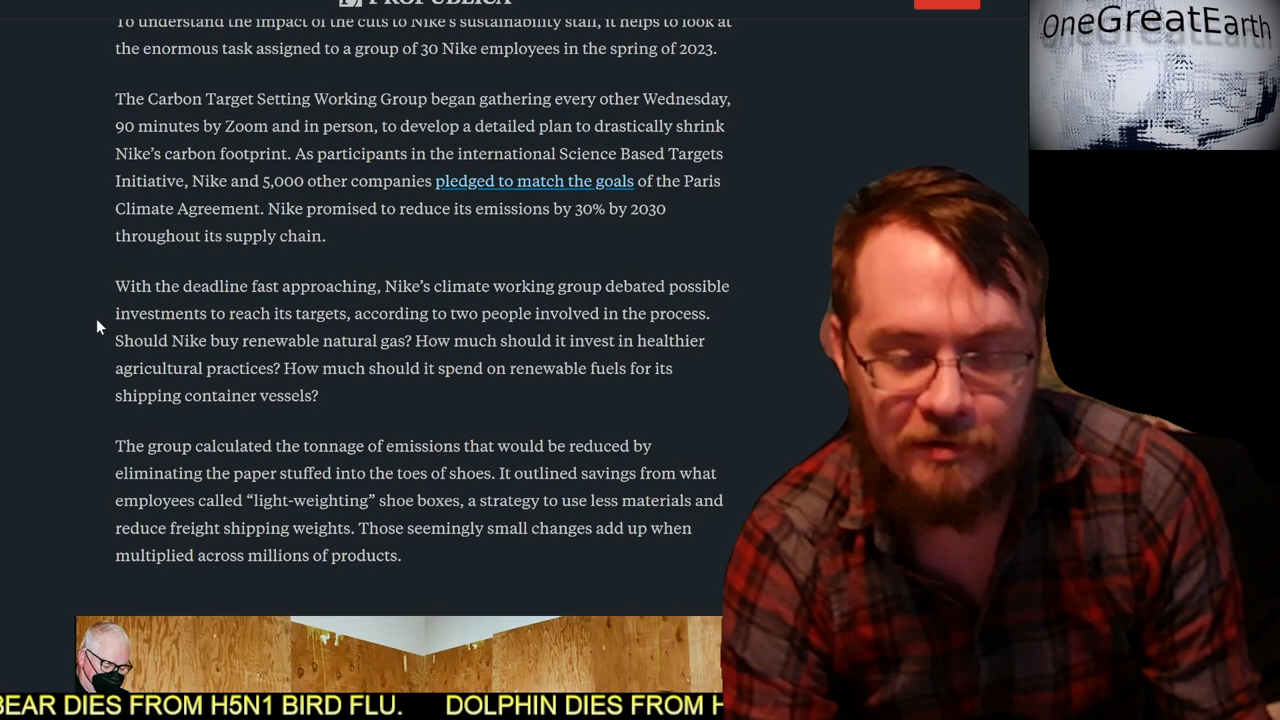 PROPUBLICA
To understand the impact of the cuts to Nike's sustainability staff, it helps to look at
the enormous task assigned to a group of 30 Nike employees in the spring of 2023.
The Carbon Target Setting Working Group began gathering every other Wednesday,
90 minutes by Zoom and in person, to develop a detailed plan to drastically shrink
Nike’s carbon footprint. As participants in the international Science Based Targets
Initiative, Nike and 5,000 other companies pledged to match the goals of the Paris
Climate Agreement. Nike promised to reduce its emissions by 30% by 2030
throughout its supply chain.
With the deadline fast approaching, Nike’s climate working group debated possible
investments to reach its targets, according to two people involved in the process.
Should Nike buy renewable natural gas? How much should it invest in healthier
agricultural practices? How much should it spend on renewable fuels for its
shipping container vessels?
The group calculated the tonnage of emissions that would be reduced by
eliminating the paper stuffed into the toes of shoes. It outlined savings from what
employees called “light-weighting” shoe boxes, a strategy to use less materials and
reduce freight shipping weights. Those seemingly small changes add up when
multiplied across millions of products.
OneGreatEarth
BEAR DIES FROM H5N1 BIRD FLU. DOLPHIN DIES FROM H